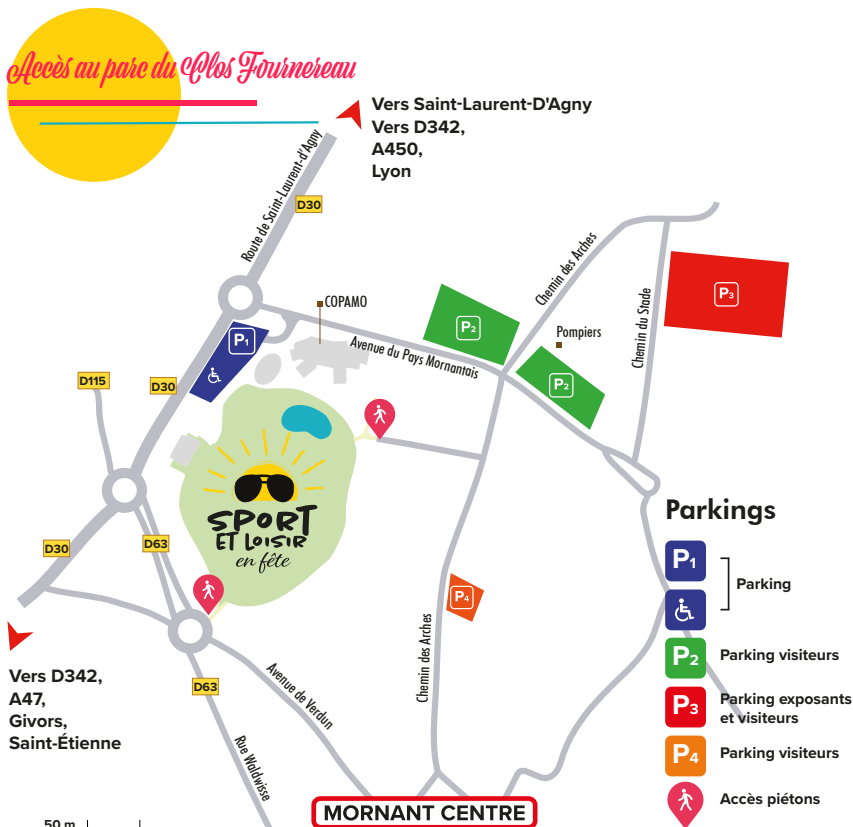 Accès au parc du Clos Fournereau
Vers Saint-Laurent-D'Agny
Vers D342,
A450,
Lyon
Route de Saint-Laurent-d'Agny
D30
COPAMO
Chemin des Arches
P3
P2
P1
Avenue du Pays Mornantais
Pompiers
Chemin du Stade
D115
D30
P2
SPORT
ET LOISIR
en fête
D30
D63
P4
Chemin des Arches
Parkings
P1
Parking
P2
Parking visiteurs
P3
Parking exposants
et visiteurs
P4
Parking visiteurs
Accès piétons
Vers D342,
A47,
Givors,
Saint-Étienne
D63
Avenue de Verdun
Rue Waldwisse
MORNANT CENTRE
50 m